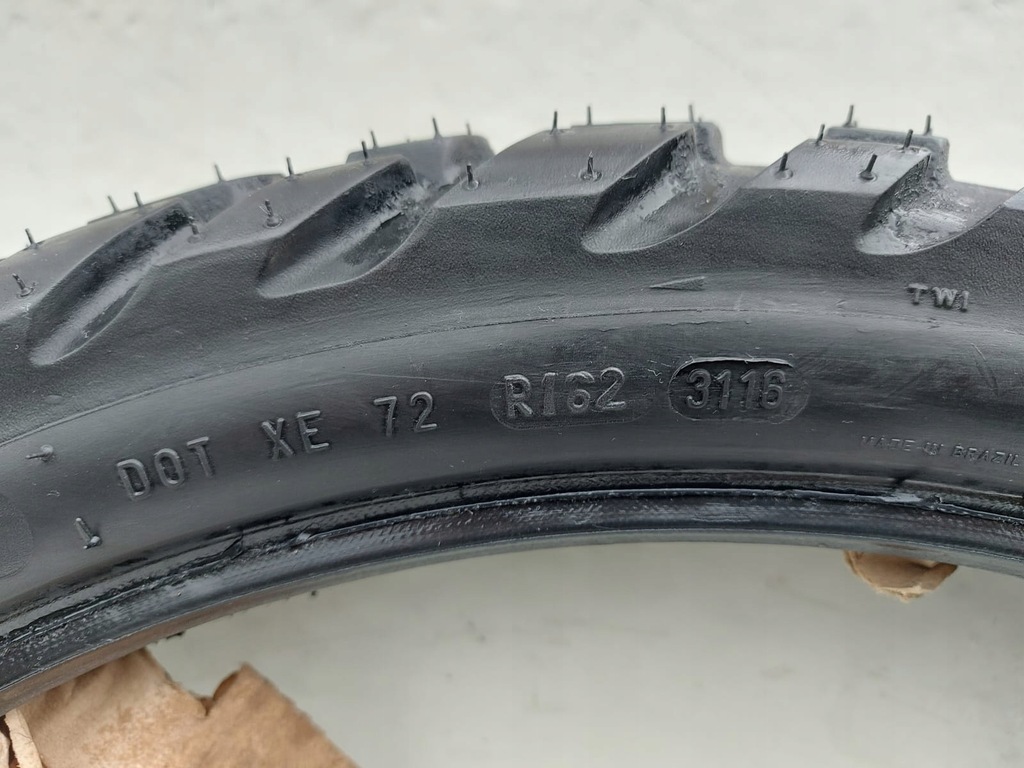 TWI
DOT XE 72 R162 3116
MADE IN BRAZIL